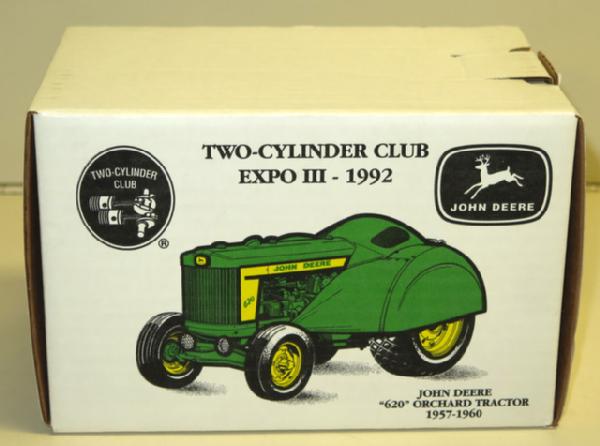 TWO-CYLINDER CLUB
EXPO III - 1992
TWO-CYLINDER
CLUB
®
JOHN DEERE
JOHN DEERE
620
JOHN DEERE
"620" ORCHARD TRACTOR
1957-1960